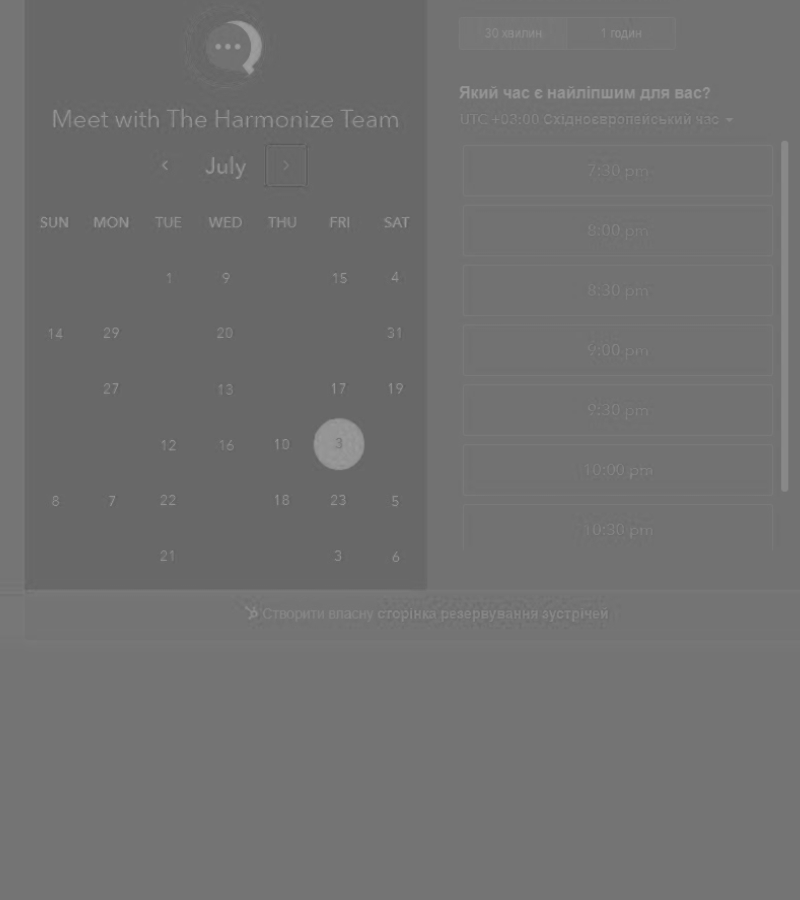 30 хвилин 1 годин
Який час є найліпшим для вас?
UTC +03:00 Східноєвропейський час
Meet with The Harmonize Team
July
SUN MON TUE WED THU FRI SAT
1 9 15 4
14 29 20 31
27 13 17 19
12 16 10 3
8 7 22 18 23 5
21 3 6
7:30 pm
8:00 pm
8:30 pm
9:00 pm
9:30 pm
10:00 pm
10:30 pm
Створити власну сторінка резервування зустрічей